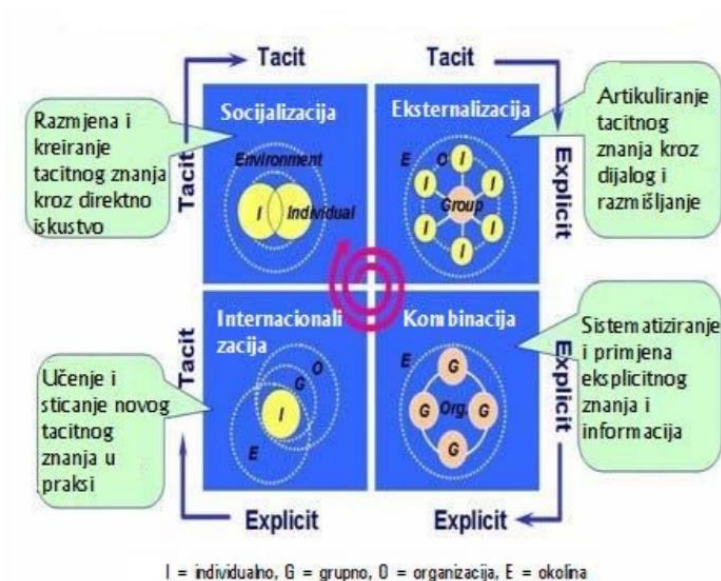 Tacit
Tacit
Razmjena i
kreiranje
tacitnog znanja
kroz direktno
iskustvo
Tacit
Socijalizacija
Environment
I
Individual
Eksternalizacija
E
O
I
I
I
Group
I
I
I
Explicit
Artikuliranje
tacitnog
znanja kroz
dijalog i
razmišljanje
Učenje i
sticanje novog
tacitnog
znanja u
praksi
Tacit
Internacionali
zacija
O
G
I
E
Kombinacija
E
G
G
Org.
G
G
Explicit
Sistematiziranje
i primjena
eksplicitnog
znanja i
informacija
Explicit
Explicit
I = individualno, G = grupno, O = organizacija, E = okolina